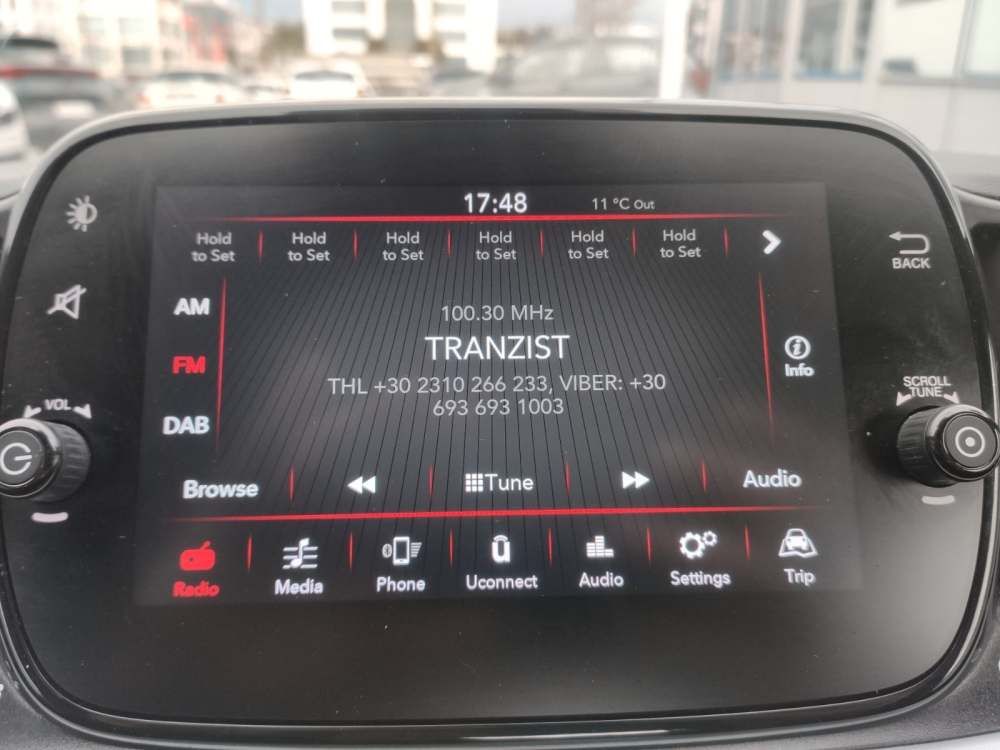 17:48 11 °C Out
Hold to Set
Hold to Set
Hold to Set
Hold to Set
Hold to Set
Hold to Set
BACK
AM
100.30 MHz
TRANZIST
FM
Info
THL +30 2310 266 233, VIBER: +30
693 693 1003
VOL
SCROLL
TUNE
DAB
Browse Tune Audio
Radio Media Phone Uconnect Audio Settings Trip